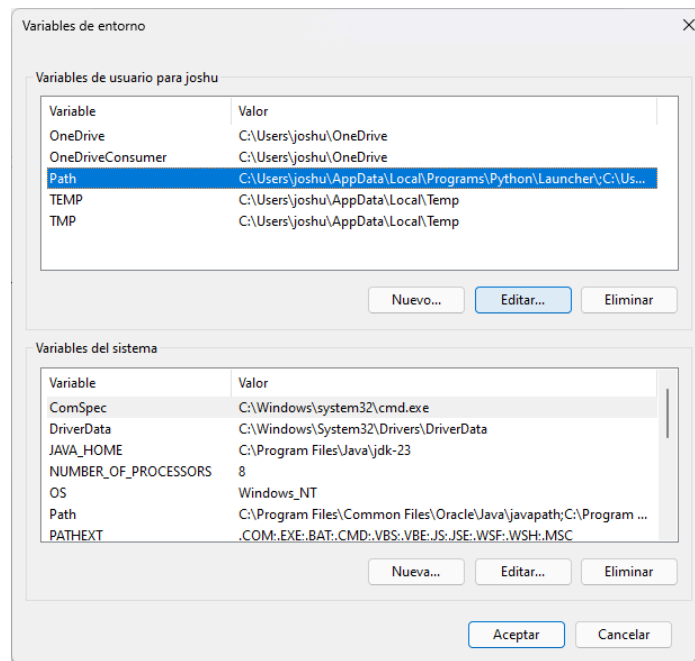 Variables de entorno
Variables de usuario para joshu
Variable Valor
OneDrive C:\Users\joshu\OneDrive
OneDriveConsumer C:\Users\joshu\OneDrive
Path C:\Users\joshu\AppData\Local\Programs\Python\Launcher\;C:\Us...
TEMP C:\Users\joshu\AppData\Local\Temp
TMP C:\Users\joshu\AppData\Local\Temp
Nuevo... Editar... Eliminar
Variables del sistema
Variable Valor
ComSpec C:\Windows\system32\cmd.exe
DriverData C:\Windows\System32\Drivers\DriverData
JAVA_HOME C:\Program Files\Java\jdk-23
NUMBER_OF_PROCESSORS 8
OS Windows_NT
Path C:\Program Files\Common Files\Oracle\Java\javapath;C:\Program ...
PATHEXT .COM;.EXE;.BAT;.CMD;.VBS;.VBE;.JS;.JSE;.WSF;.WSH;.MSC
Nueva... Editar... Eliminar
Aceptar Cancelar